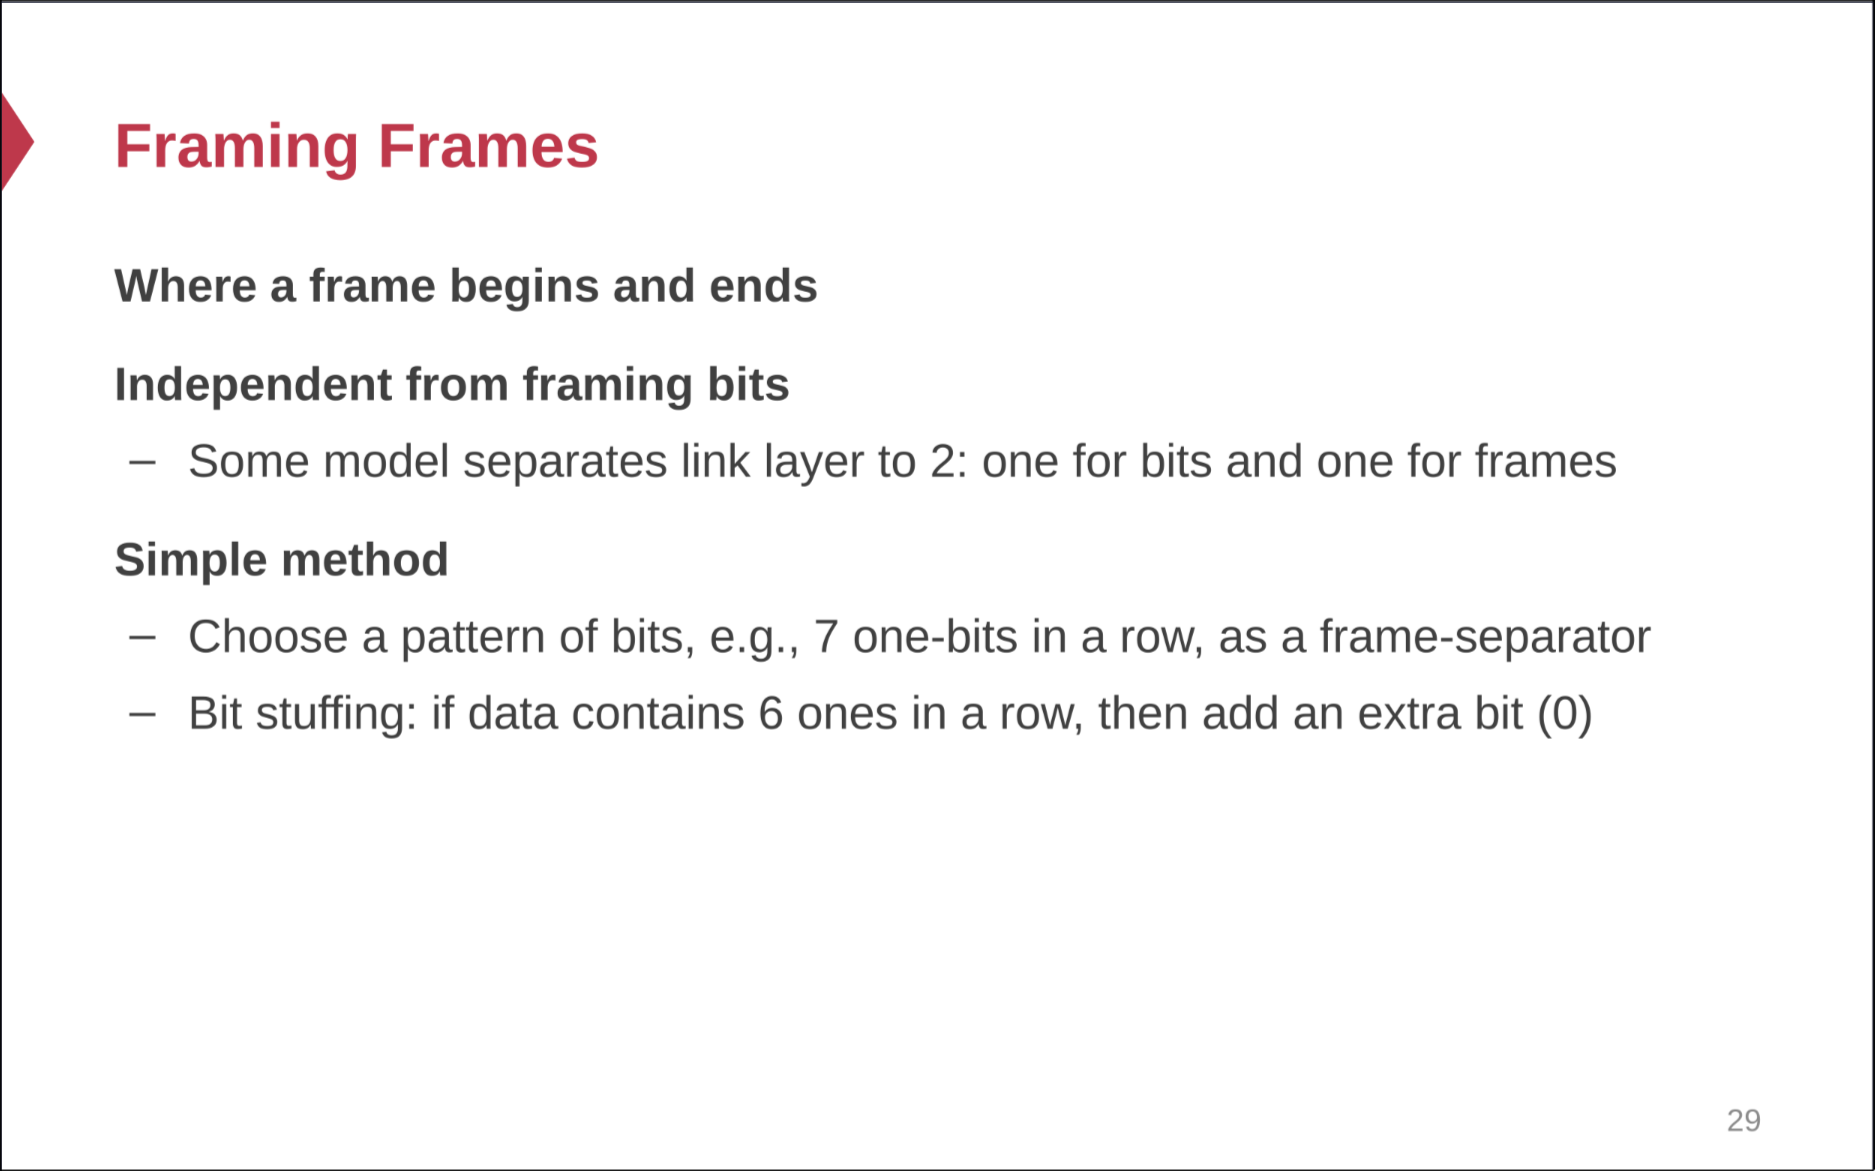 Framing Frames
Where a frame begins and ends
Independent from framing bits
– Some model separates link layer to 2: one for bits and one for frames
Simple method
– Choose a pattern of bits, e.g., 7 one-bits in a row, as a frame-separator
– Bit stuffing: if data contains 6 ones in a row, then add an extra bit (0)
29